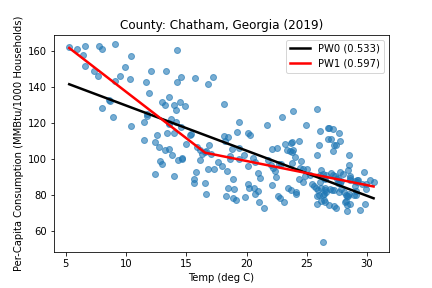 County: Chatham, Georgia (2019)
Per-Capita Consumption (MMBtu/1000 Households)
160
140
120
100
80
60
PW0 (0.533)
PW1 (0.597)
5 10 15 20 25 30
Temp (deg C)